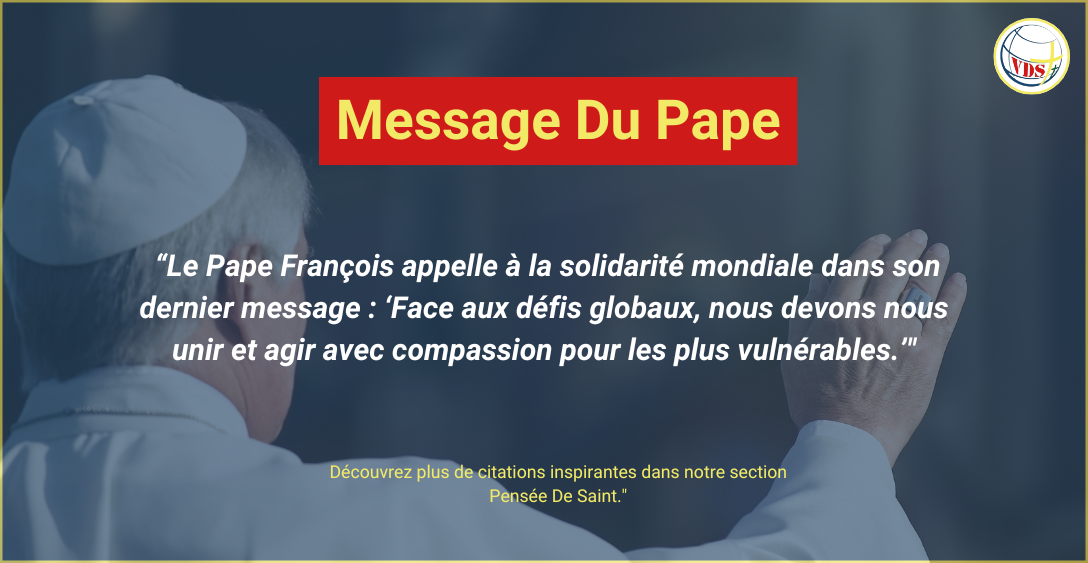 VDS
Message Du Pape
“Le Pape François appelle à la solidarité mondiale dans son
dernier message : ‘Face aux défis globaux, nous devons nous
unir et agir avec compassion pour les plus vulnérables.’"
Découvrez plus de citations inspirantes dans notre section
Pensée De Saint."